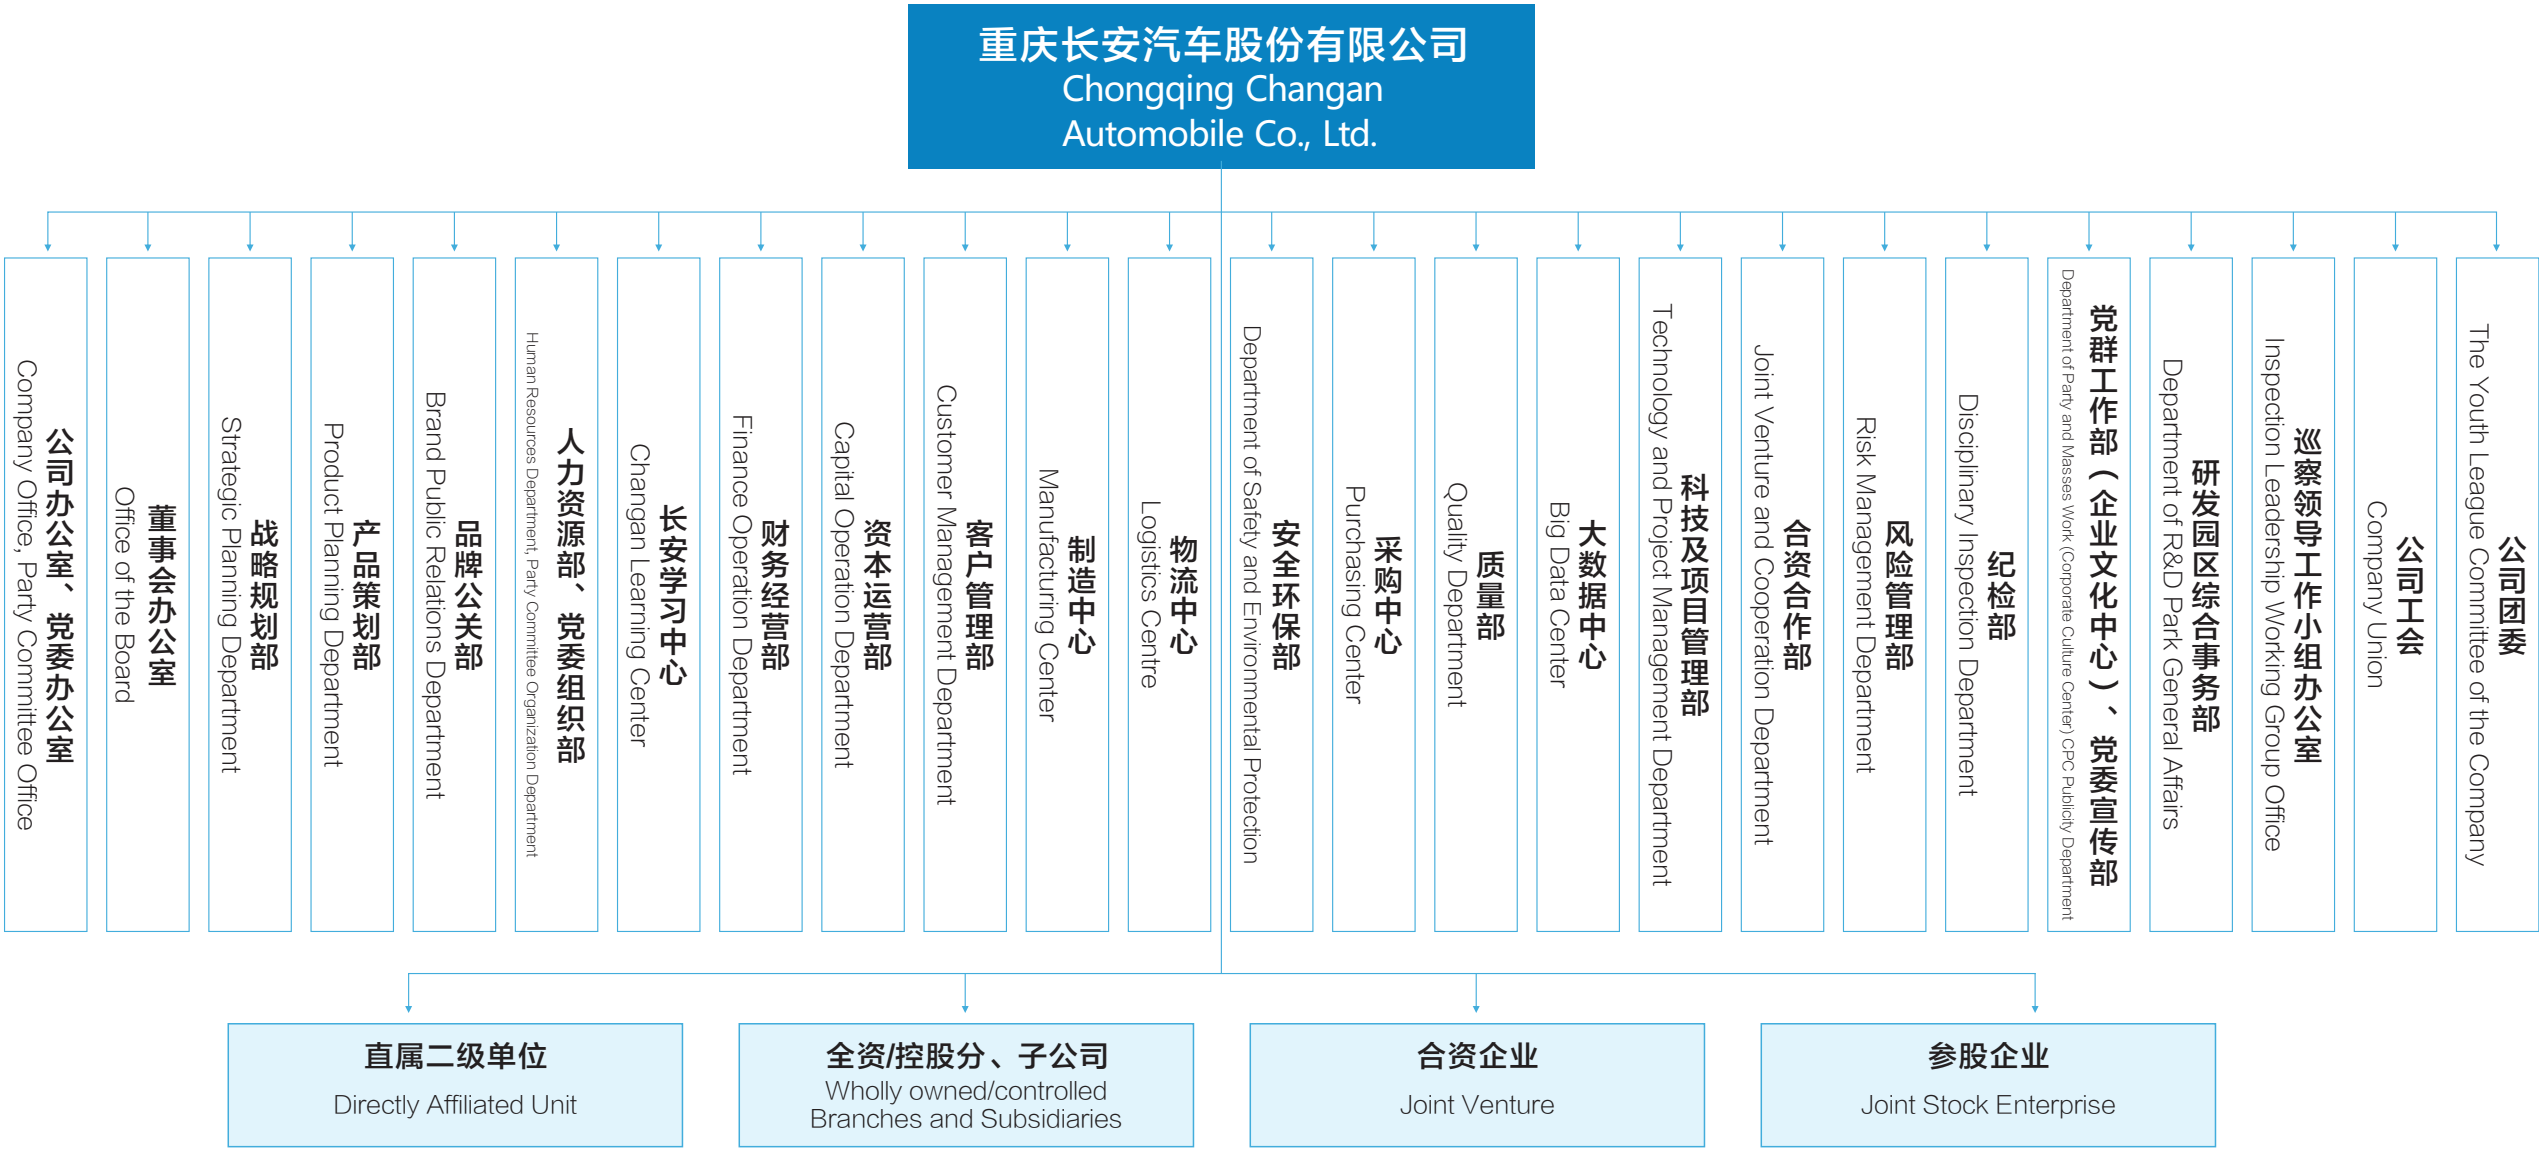 重庆长安汽车股份有限公司
Chongqing Changan
Automobile Co., Ltd.
公司办公室、党委办公室
Company Office, Party Committee Office
董事会办公室
Office of the Board
战略规划部
Strategic Planning Department
产品策划部
Product Planning Department
品牌公关部
Brand Public Relations Department
人力资源部、党委组织部
Human Resources Department, Party Committee Organization Department
长安学习中心
Changan Learning Center
财务经营部
Finance Operation Department
资本运营部
Capital Operation Department
客户管理部
Customer Management Department
制造中心
Manufacturing Center
物流中心
Logistics Centre
安全环保部
Department of Safety and Environmental Protection
采购中心
Purchasing Center
质量部
Quality Department
大数据中心
Big Data Center
科技及项目管理部
Technology and Project Management Department
合资合作部
Joint Venture and Cooperation Department
风险管理部
Risk Management Department
纪检部
Disciplinary Inspection Department
党群工作部（企业文化中心）、党委宣传部
Department of Party and Masses Work (Corporate Culture Center) CPC Publicity Department
研发园区综合事务部
Department of R&D Park General Affairs
巡察领导工作小组办公室
Inspection Leadership Working Group Office
公司工会
Company Union
公司团委
The Youth League Committee of the Company
直属二级单位
Directly Affiliated Unit
全资/控股分、子公司
Wholly owned/controlled
Branches and Subsidiaries
合资企业
Joint Venture
参股企业
Joint Stock Enterprise